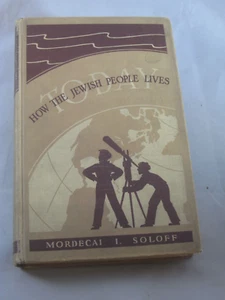 TODAY
HOW THE JEWISH PEOPLE LIVES
MORDECAI I. SOLOFF